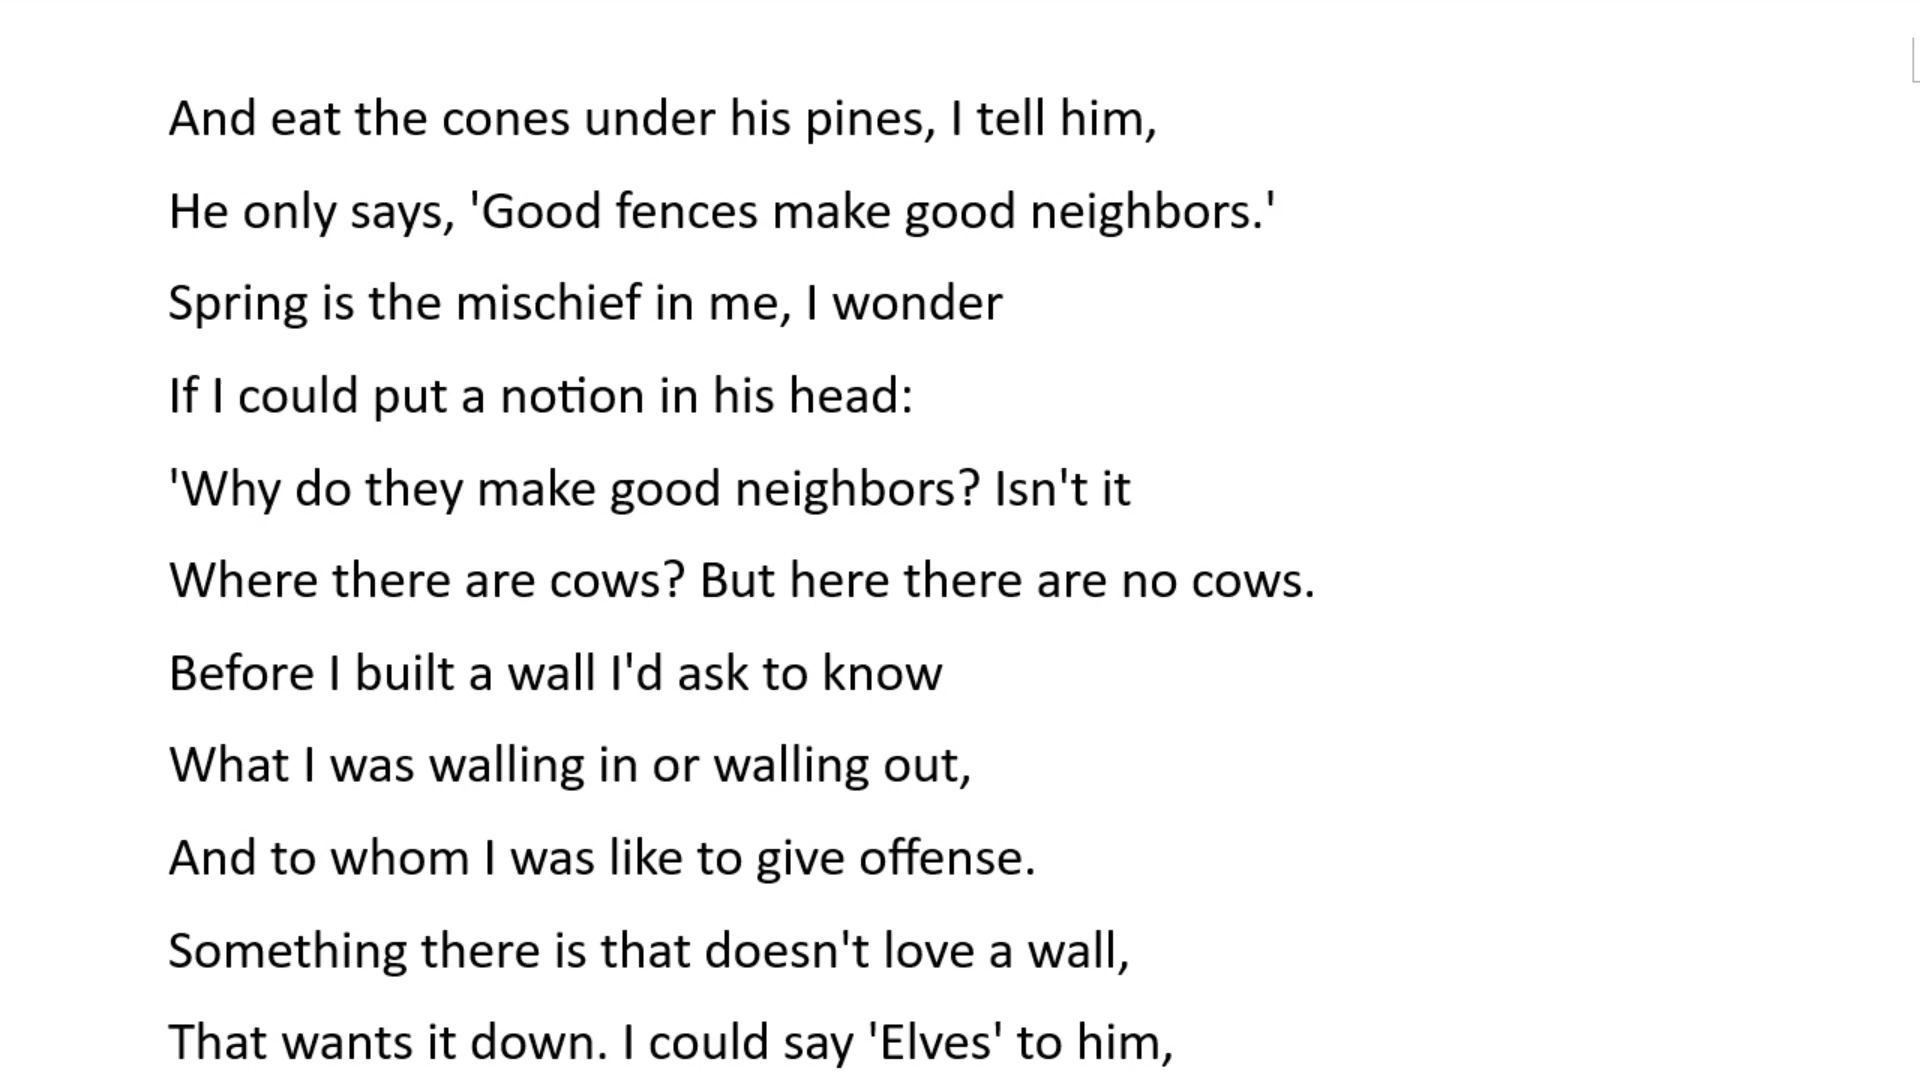 And eat the cones under his pines, I tell him,
He only says, 'Good fences make good neighbors.'
Spring is the mischief in me, I wonder
If I could put a notion in his head:
'Why do they make good neighbors? Isn't it
Where there are cows? But here there are no cows.
Before I built a wall I'd ask to know
What I was walling in or walling out,
And to whom I was like to give offense.
Something there is that doesn't love a wall,
That wants it down. I could say 'Elves' to him,